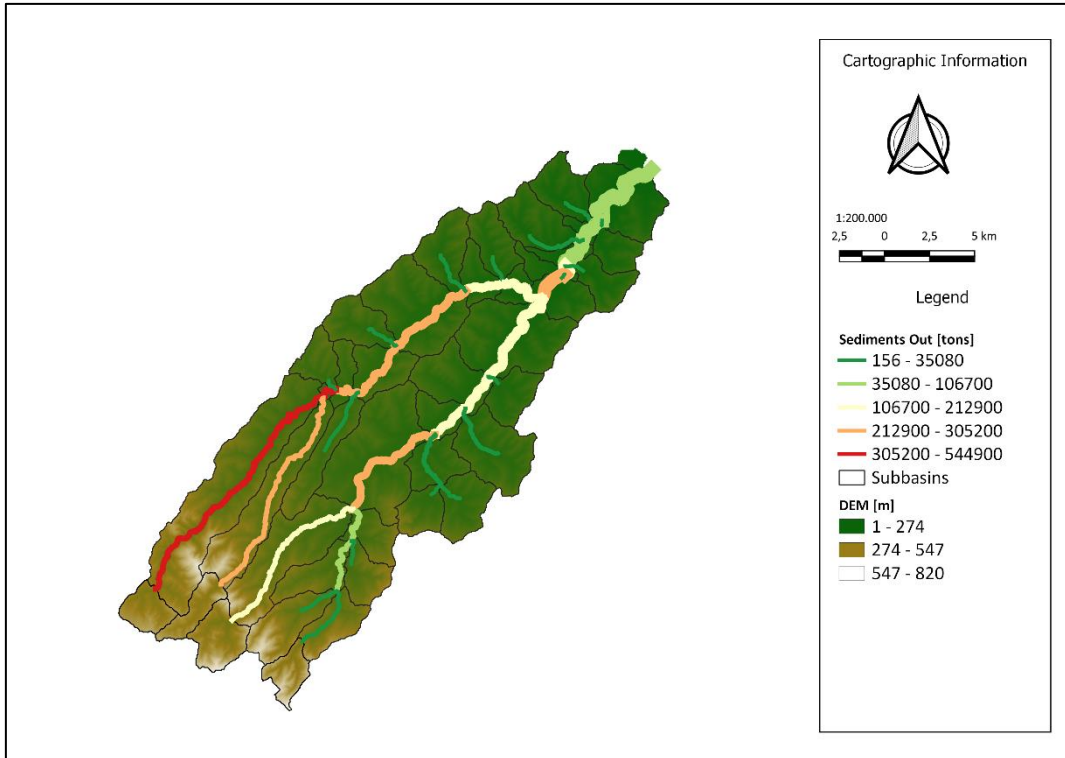 Cartographic Information
1:200.000
2,5 0 2,5 5 km
Legend
Sediments Out [tons]
156 - 35080
35080 - 106700
106700 - 212900
212900 - 305200
305200 - 544900
Subbasins
DEM [m]
1 - 274
274 - 547
547 - 820